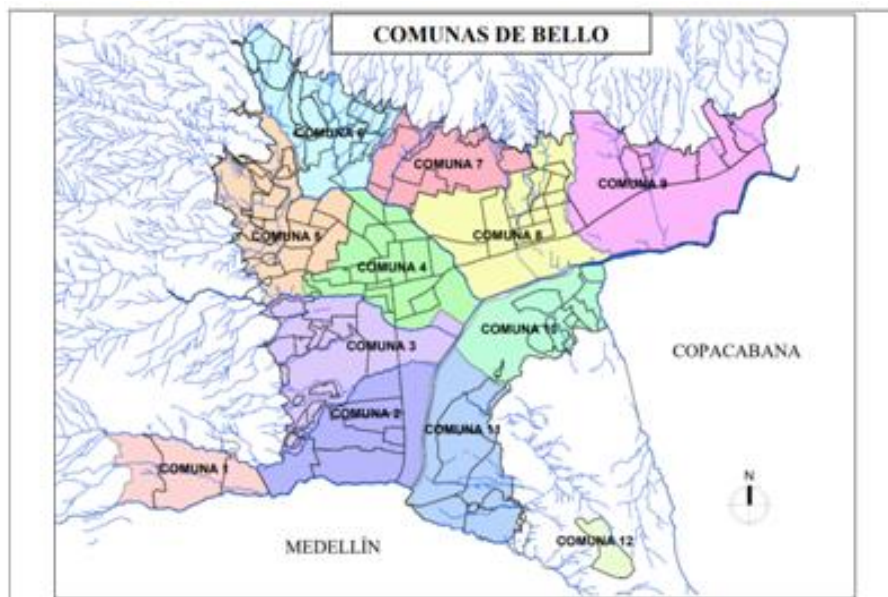 COMUNAS DE BELLO
COMUNA 6
COMUNA 7
COMUNA 9
COMUNA 5
COMUNA 8
COMUNA 4
COMUNA 10
COMUNA 3
COPACABANA
COMUNA 2
COMUNA 11
COMUNA 1
N
MEDELLÍN
COMUNA 12